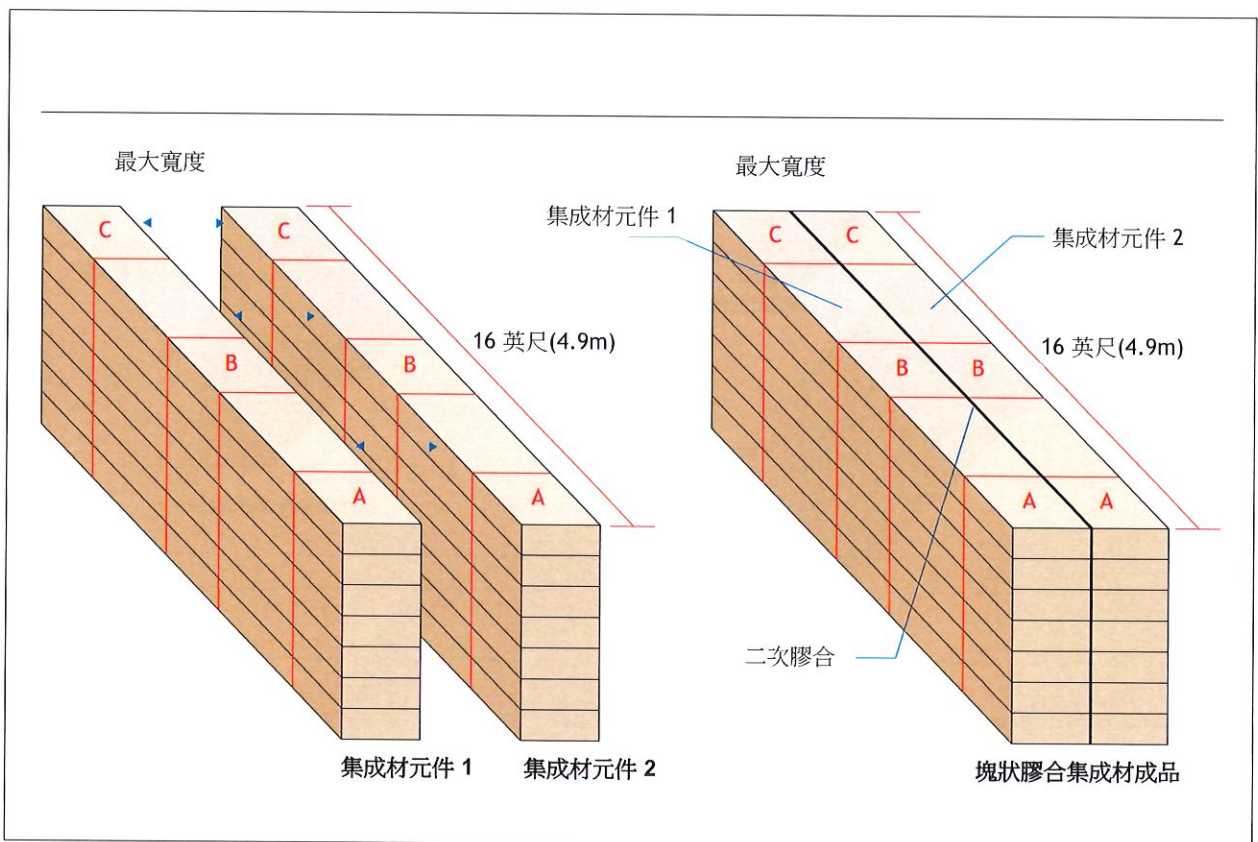 最大寬度
C
C
16 英尺(4.9m)
B
B
A
A
集成材元件 1
集成材元件 2
最大寬度
集成材元件 1
集成材元件 2
C
C
16 英尺(4.9m)
B
B
A
A
二次膠合
塊狀膠合集成材成品